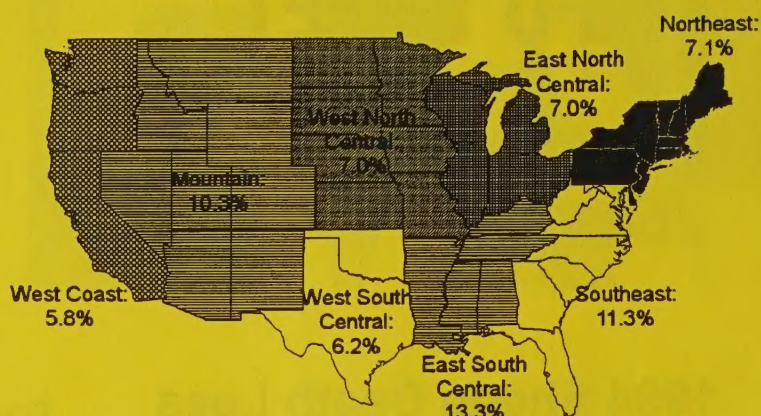 Northeast:
7.1%
East North
Central:
7.0%
West North
Central
7.0%
Mountain:
10.3%
West Coast:
5.8%
West South
Central:
6.2%
Southeast:
11.3%
East South
Central:
13.3%